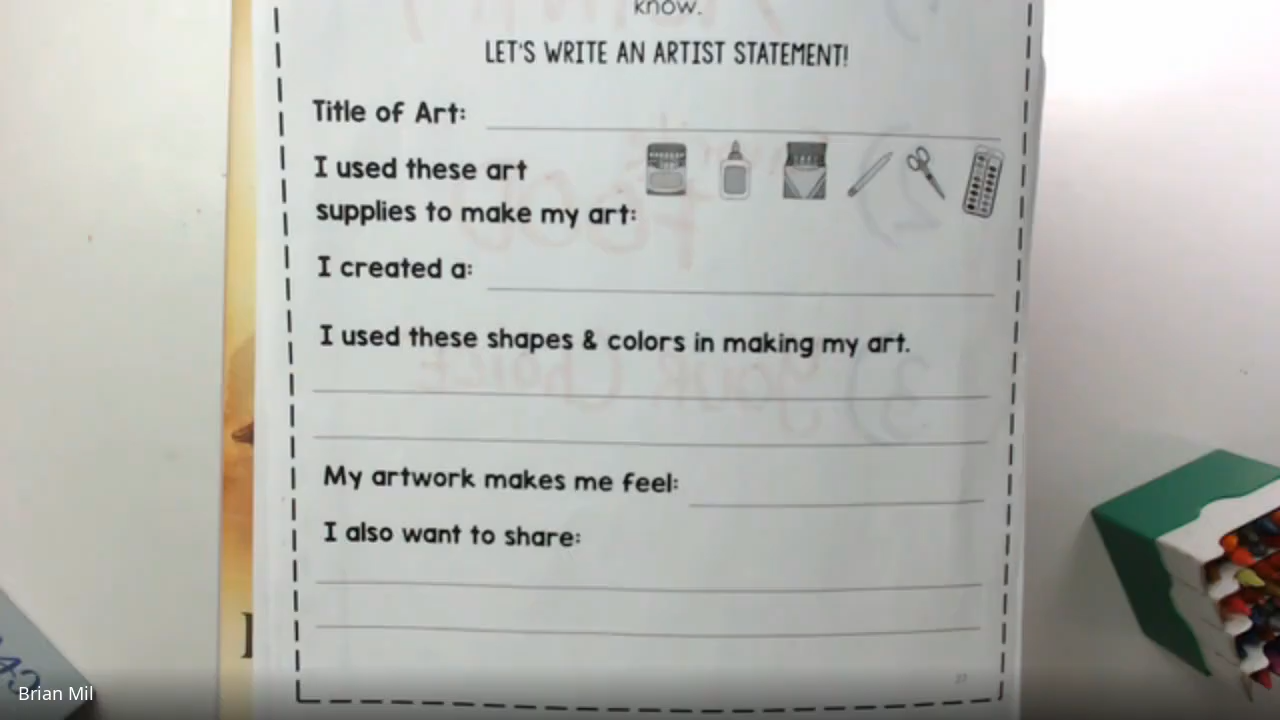 know.
LET'S WRITE AN ARTIST STATEMENT!
Title of Art:
I used these art
supplies to make my art:
I created a:
I used these shapes & colors in making my art.
My artwork makes me feel:
I also want to share:
Brian Mil